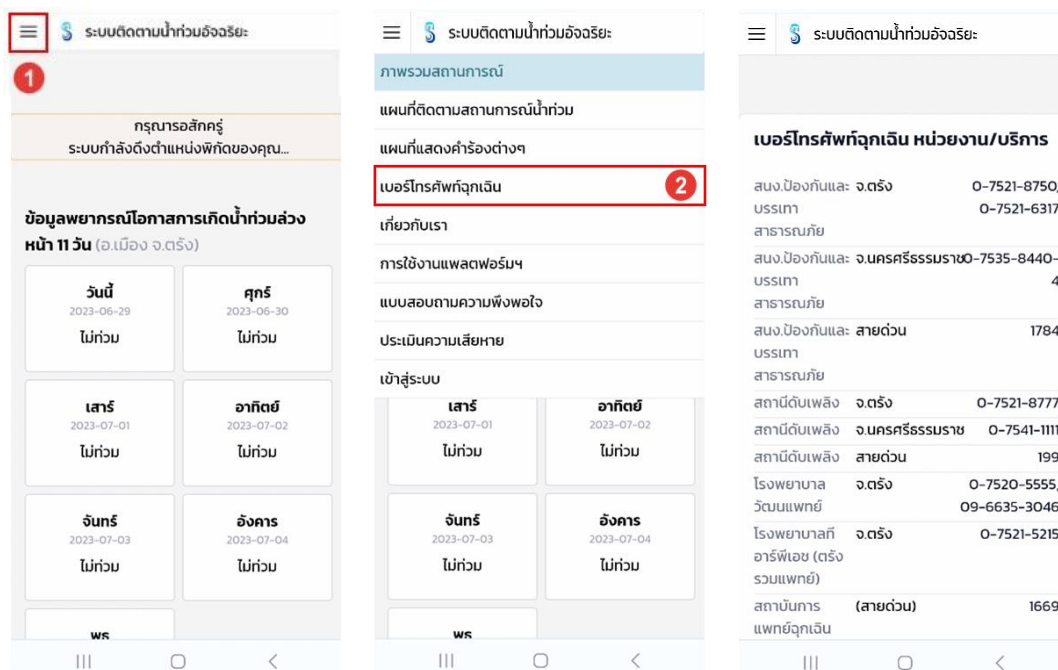 ระบบติดตามน้ำท่วมอัจฉริยะ
1
กรุณารอสักครู่
ระบบกำลังดึงตำแหน่งพิกัดของคุณ...
ข้อมูลพยากรณ์โอกาสการเกิดน้ำท่วมล่วง
หน้า 11 วัน (อ.เมือง จ.ตรัง)
วันนี้ ศุกร์
2023-06-29 2023-06-30
ไม่ท่วม ไม่ท่วม
เสาร์ อาทิตย์
2023-07-01 2023-07-02
ไม่ท่วม ไม่ท่วม
จันทร์ อังคาร
2023-07-03 2023-07-04
ไม่ท่วม ไม่ท่วม
พุธ
ระบบติดตามน้ำท่วมอัจฉริยะ
ภาพรวมสถานการณ์
แผนที่ติดตามสถานการณ์น้ำท่วม
แผนที่แสดงคำร้องต่างๆ
เบอร์โทรศัพท์ฉุกเฉิน 2
เกี่ยวกับเรา
การใช้งานแพลตฟอร์มฯ
แบบสอบถามความพึงพอใจ
ประเมินความเสียหาย
เข้าสู่ระบบ
เสาร์ อาทิตย์
2023-07-01 2023-07-02
ไม่ท่วม ไม่ท่วม
จันทร์ อังคาร
2023-07-03 2023-07-04
ไม่ท่วม ไม่ท่วม
พุธ
ระบบติดตามน้ำท่วมอัจฉริยะ
เบอร์โทรศัพท์ฉุกเฉิน หน่วยงาน/บริการ
สนง.ป้องกันและ จ.ตรัง 0-7521-8750,
บรรเทา 0-7521-6317
สาธารณภัย
สนง.ป้องกันและ จ.นครศรีธรรมราช 0-7535-8440-
บรรเทา 4
สาธารณภัย
สนง.ป้องกันและ สายด่วน 1784
บรรเทา
สาธารณภัย
สถานีดับเพลิง จ.ตรัง 0-7521-8777
สถานีดับเพลิง จ.นครศรีธรรมราช 0-7541-1111
สถานีดับเพลิง สายด่วน 199
โรงพยาบาล จ.ตรัง 0-7520-5555,
วัฒนแพทย์ 09-6635-3046
โรงพยาบาลที จ.ตรัง 0-7521-5215
อาร์พีเอช (ตรัง
รวมแพทย์)
สถาบันการ (สายด่วน) 1669
แพทย์ฉุกเฉิน